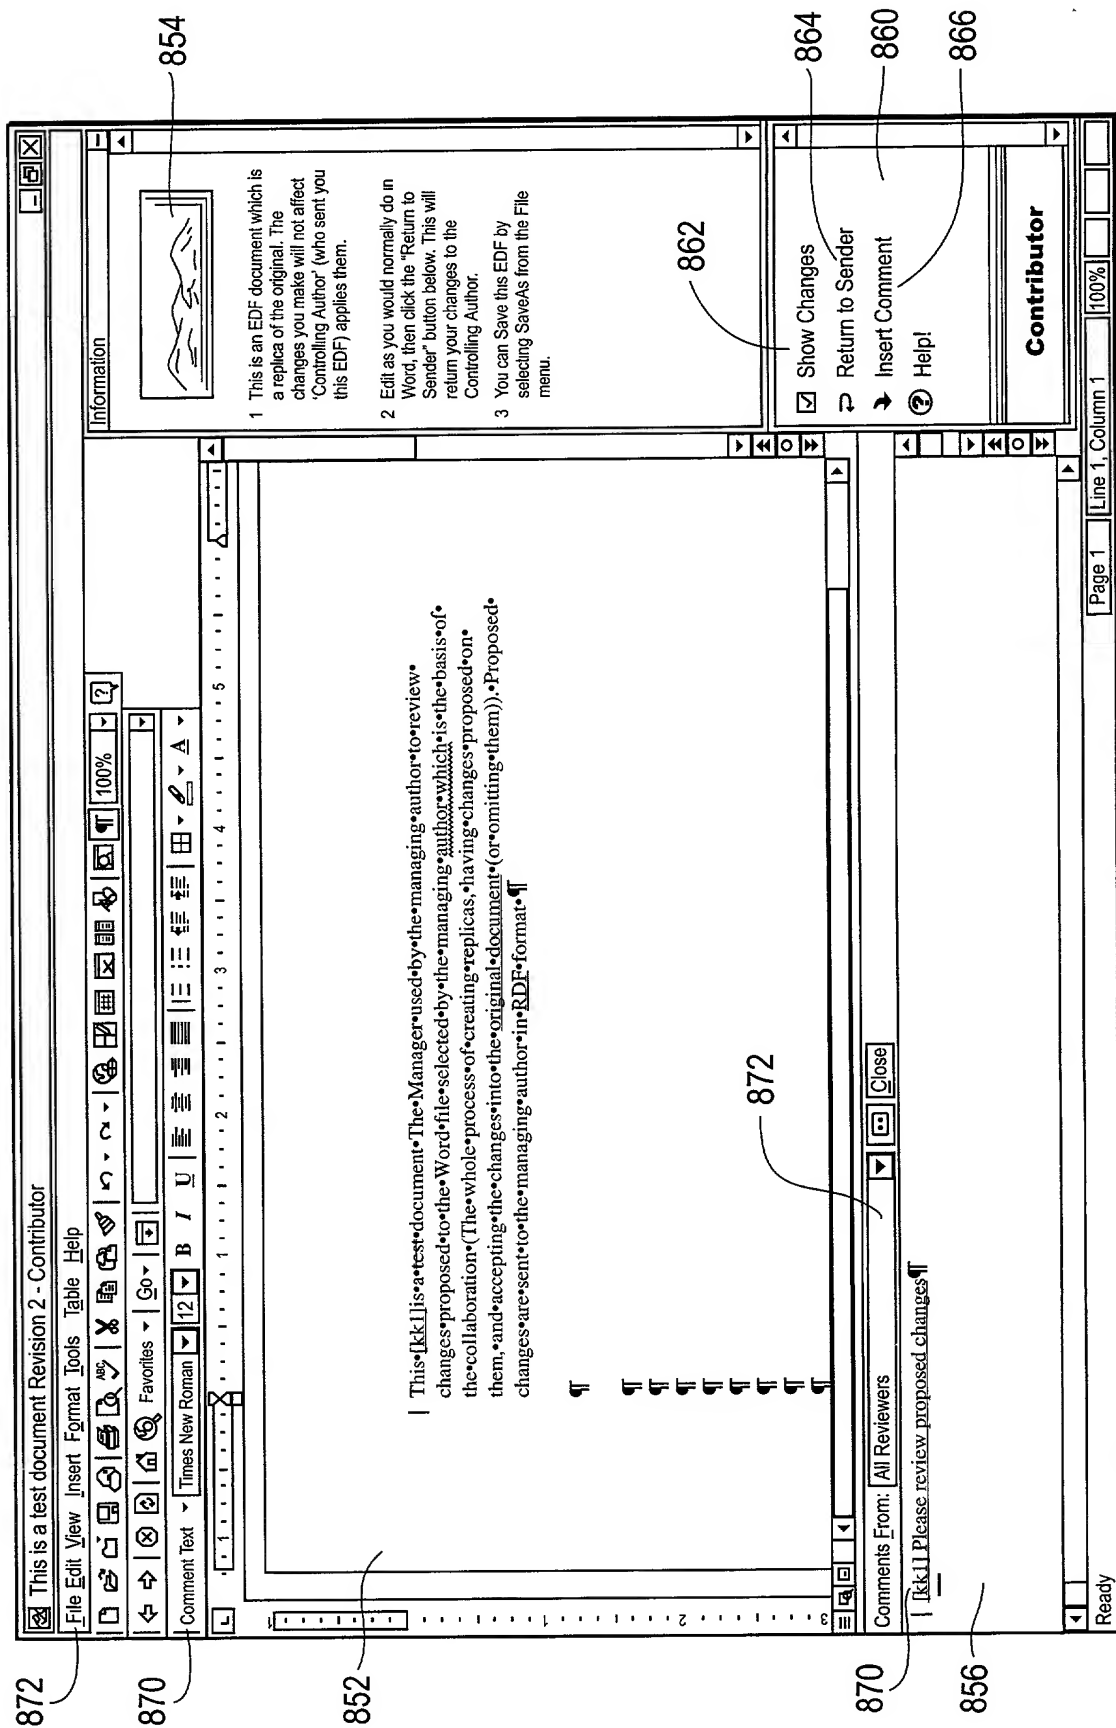 This is a test document Revision 2 - Contributor
File Edit View Insert Format Tools Table Help
100%
Favorites Go
Comment Text Times New Roman 12 B I U A
Information
1 This is an EDF document which is
a replica of the original. The
changes you make will not affect
'Controlling Author' (who sent you
this EDF) applies them.
2 Edit as you would normally do in
Word, then click the "Return to
Sender" button below. This will
return your changes to the
Controlling Author.
3 You can Save this EDF by
selecting SaveAs from the File
menu.
1 1 2 3 4 5
This•[kk1]is•a•test•document•The•Manager•used•by•the•managing•author•to•review•
changes•proposed•to•the•Word•file•selected•by•the•managing•author•which•is•the•basis•of•
the•collaboration•(The•whole•process•of•creating•replicas,•having•changes•proposed•on•
them,•and•accepting•the•changes•into•the•original•document•(or•omitting•them)).•Proposed•
changes•are•sent•to•the•managing•author•in•RDF•format•¶
¶
¶
¶
¶
¶
¶
¶
¶
¶
Show Changes
Return to Sender
Insert Comment
Help!
Contributor
Comments From: All Reviewers Close
[kk1] Please review proposed changes¶
Page 1 Line 1, Column 1 100%
Ready
872
870
852
870
856
872
862
854
864
860
866